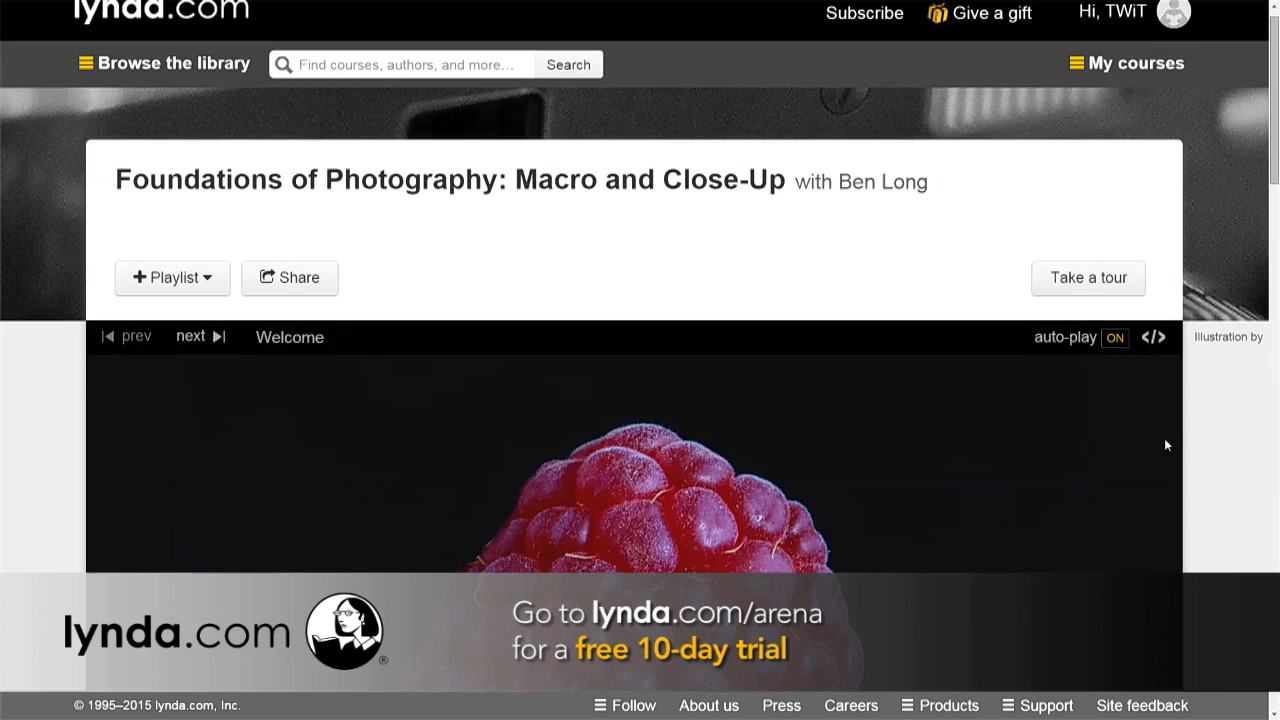 lynda.com
Subscribe
Give a gift
Hi, TWiT
Browse the library
Find courses, authors, and more...
Search
My courses
Foundations of Photography: Macro and Close-Up with Ben Long
Playlist
Share
Take a tour
prev
next
Welcome
auto-play ON
Illustration by
lynda.com ®
Go to lynda.com/arena
for a free 10-day trial
© 1995–2015 lynda.com, Inc.
Follow
About us
Press
Careers
Products
Support
Site feedback